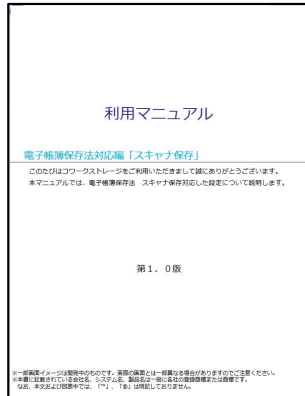 利用マニュアル
電子帳簿保存法対応編「スキャナ保存」
このたびはコワークストレージをご利用いただきまして誠にありがとうございます。
本マニュアルでは、電子帳簿保存法 スキャナ保存対応した設定について説明します。
第1．0版
※一部画面イメージは開発中のものです。実際の画面とは一部異なる場合がありますのでご注意ください。
※本書に記載されている会社名、システム名、製品名は一般に各社の登録商標または商標です。
なお、本文および図表中では、「™」、「®」は明記しておりません。